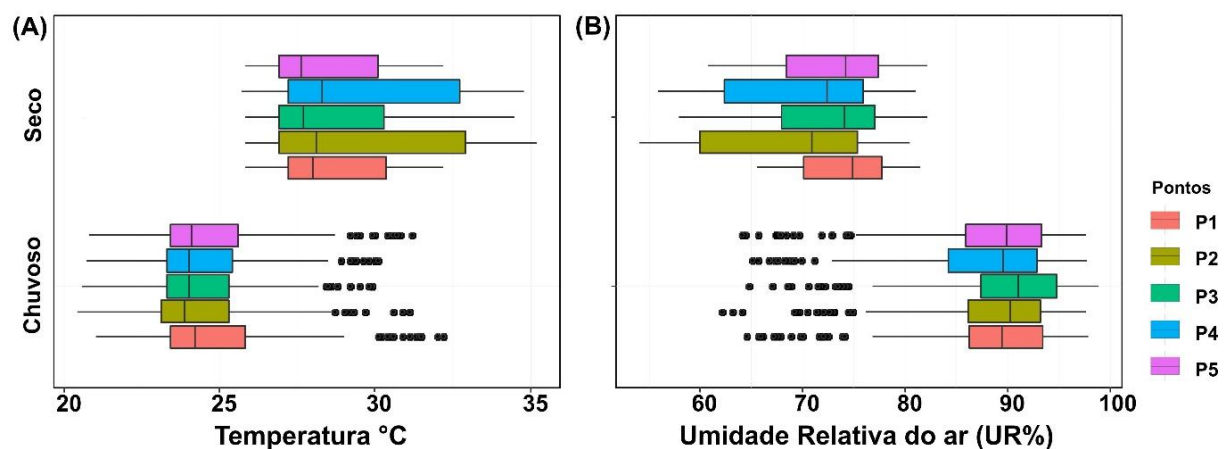 (A)
(B)
Seco
Chuvoso
20 25 30 35
Temperatura °C
60 70 80 90 100
Umidade Relativa do ar (UR%)
Pontos
P1
P2
P3
P4
P5